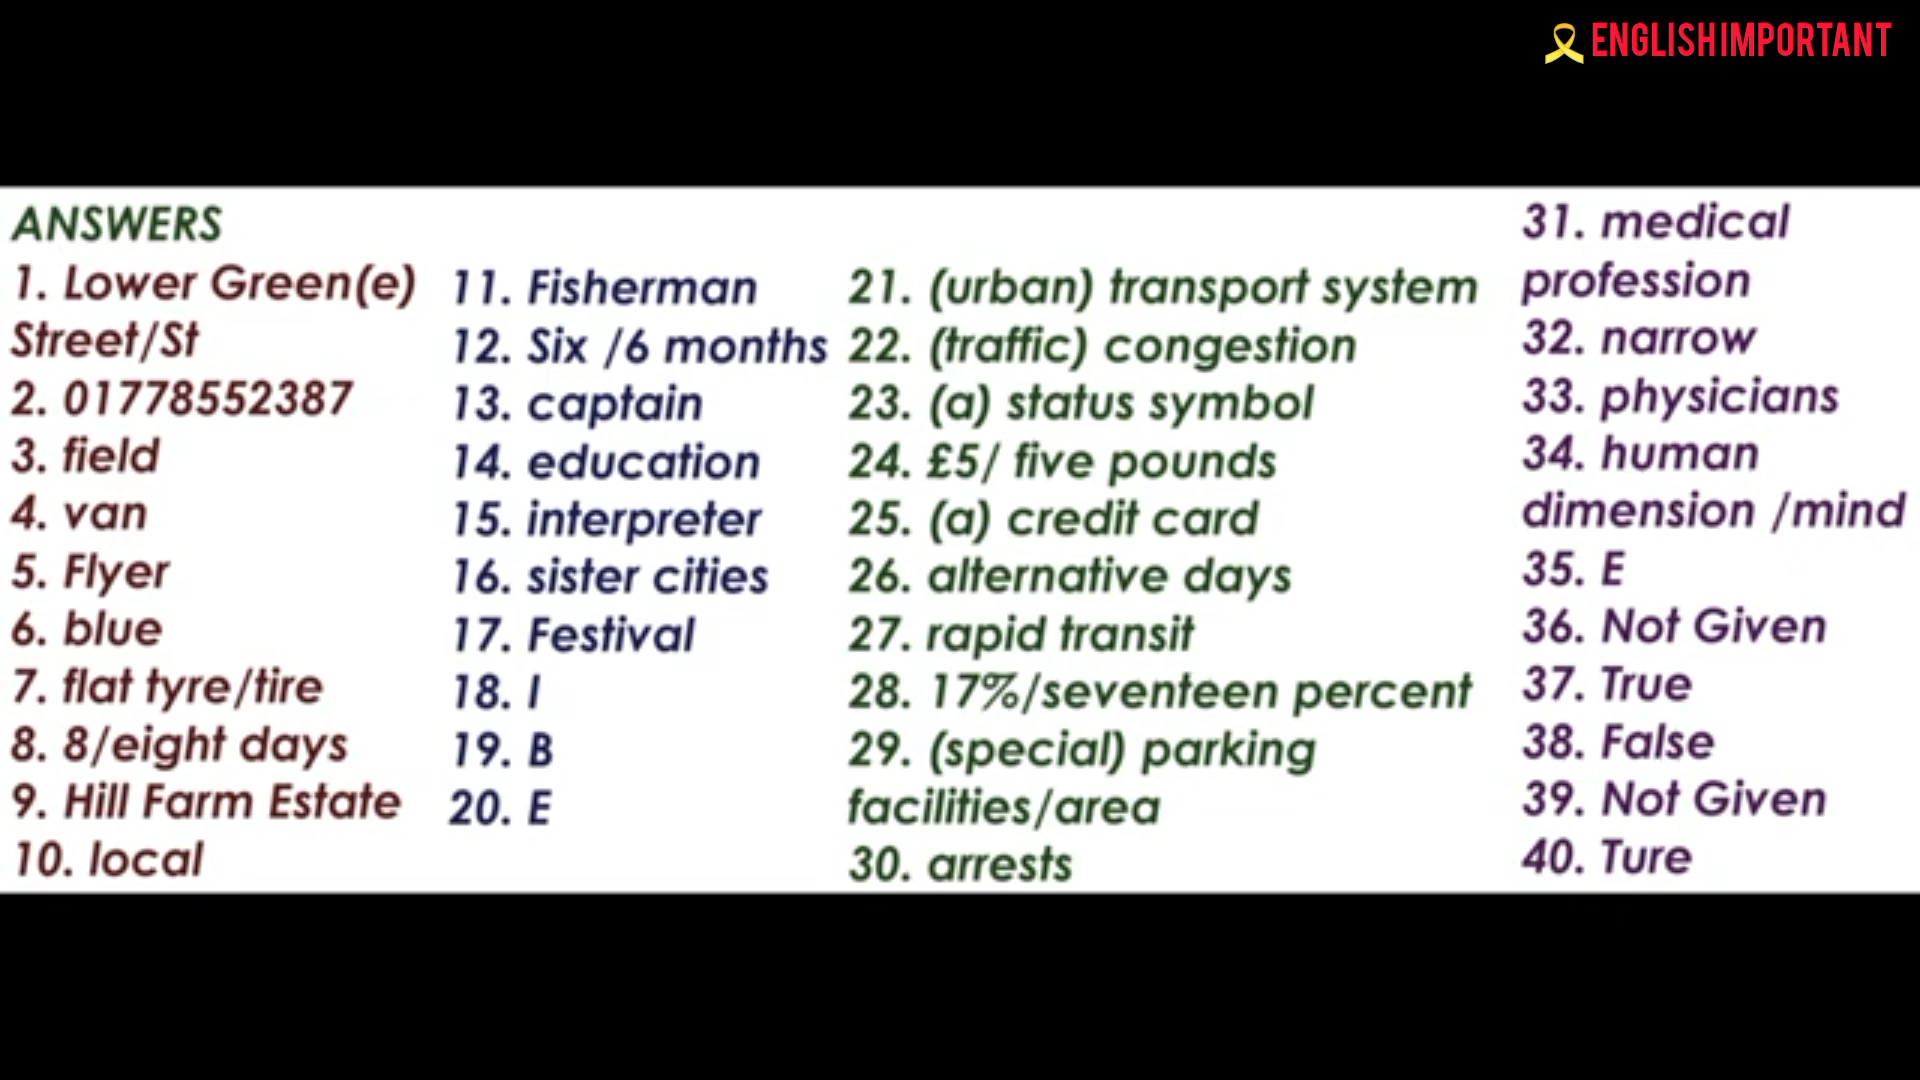 ENGLISHIMPORTANT
ANSWERS
1. Lower Green(e)
Street/St
2. 01778552387
3. field
4. van
5. Flyer
6. blue
7. flat tyre/tire
8. 8/eight days
9. Hill Farm Estate
10. local
11. Fisherman
12. Six /6 months
13. captain
14. education
15. interpreter
16. sister cities
17. Festival
18. I
19. B
20. E
21. (urban) transport system
22. (traffic) congestion
23. (a) status symbol
24. £5/ five pounds
25. (a) credit card
26. alternative days
27. rapid transit
28. 17%/seventeen percent
29. (special) parking
facilities/area
30. arrests
31. medical
profession
32. narrow
33. physicians
34. human
dimension /mind
35. E
36. Not Given
37. True
38. False
39. Not Given
40. Ture